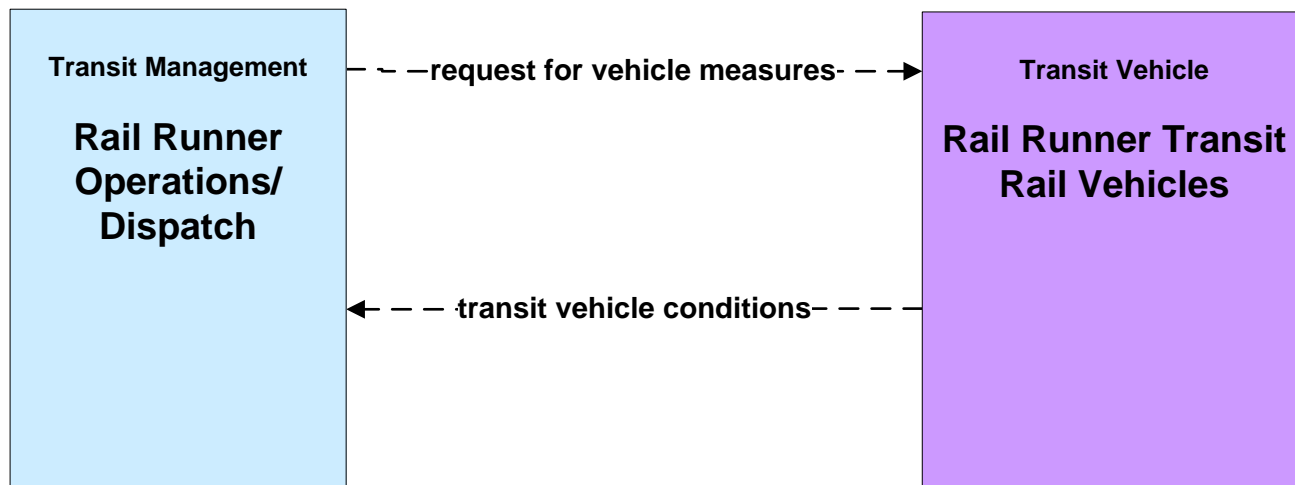 Transit Management
Rail Runner
Operations/
Dispatch
request for vehicle measures
transit vehicle conditions
Transit Vehicle
Rail Runner Transit
Rail Vehicles